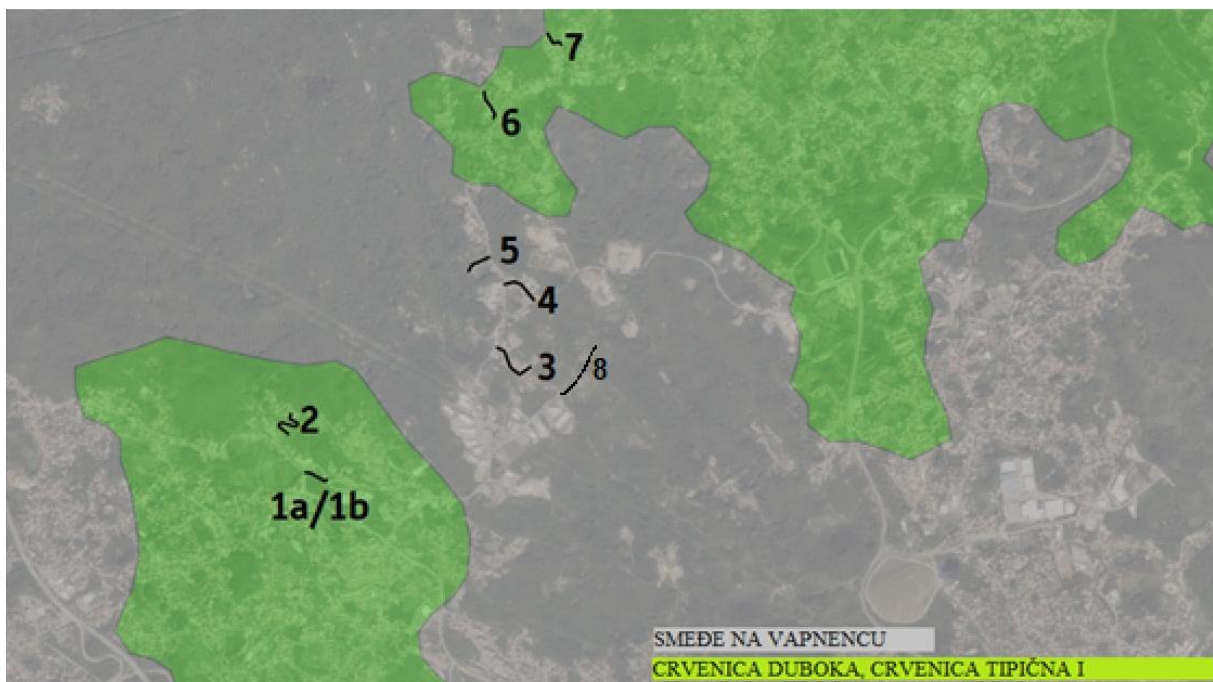 7
6
5
4
3
8
2
1a/1b
SMEĐE NA VAPNENCU
CRVENICA DUBOKA, CRVENICA TIPIČNA I